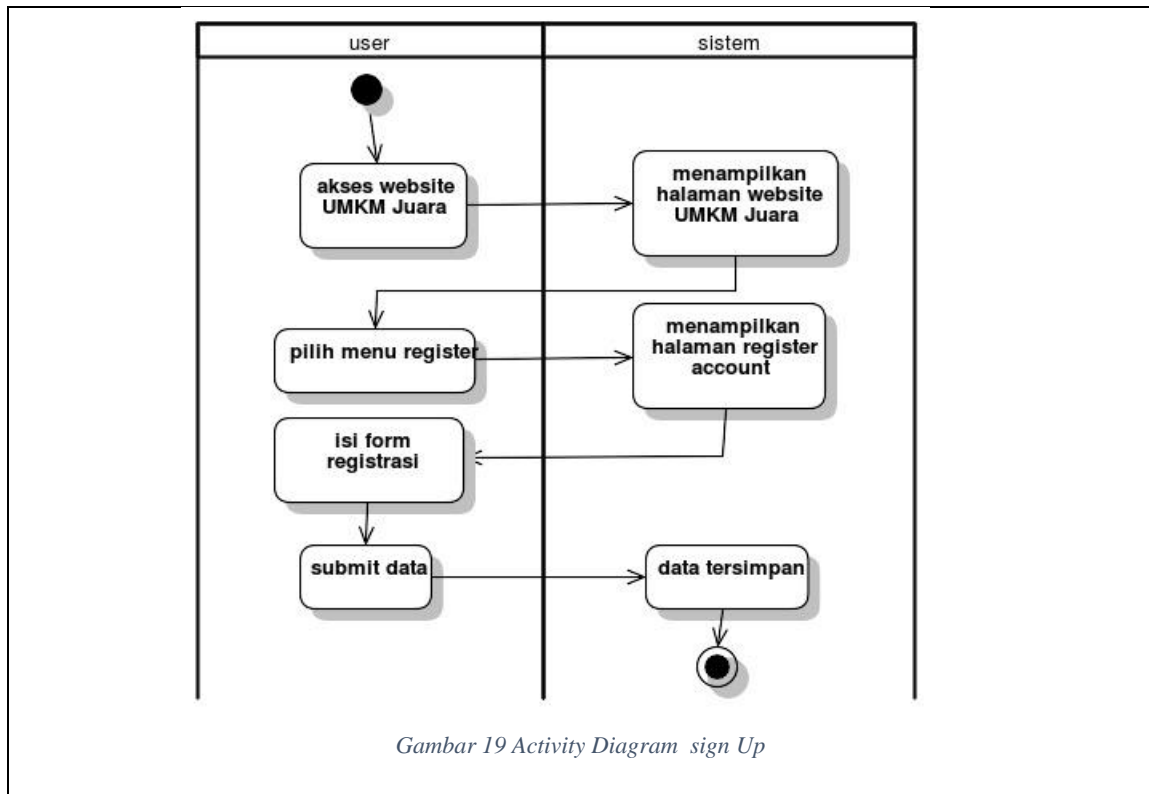 user
sistem
akses website
UMKM Juara
menampilkan
halaman website
UMKM Juara
pilih menu register
menampilkan
halaman register
account
isi form
registrasi
submit data
data tersimpan
Gambar 19 Activity Diagram  sign Up